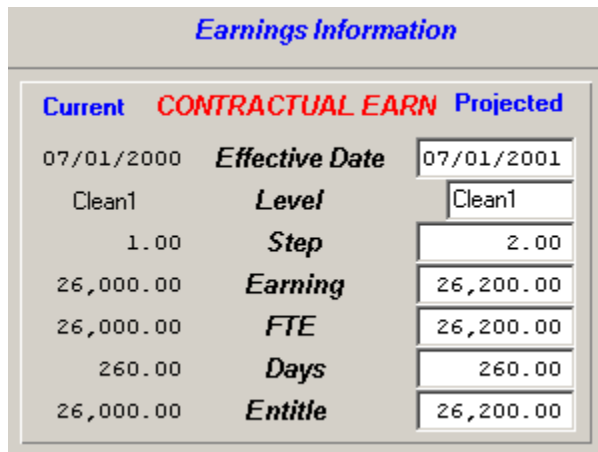 Earnings Information
Current CONTRACTUAL EARN Projected
07/01/2000 Effective Date 07/01/2001
Clean1 Level Clean1
1.00 Step 2.00
26,000.00 Earning 26,200.00
26,000.00 FTE 26,200.00
260.00 Days 260.00
26,000.00 Entitle 26,200.00